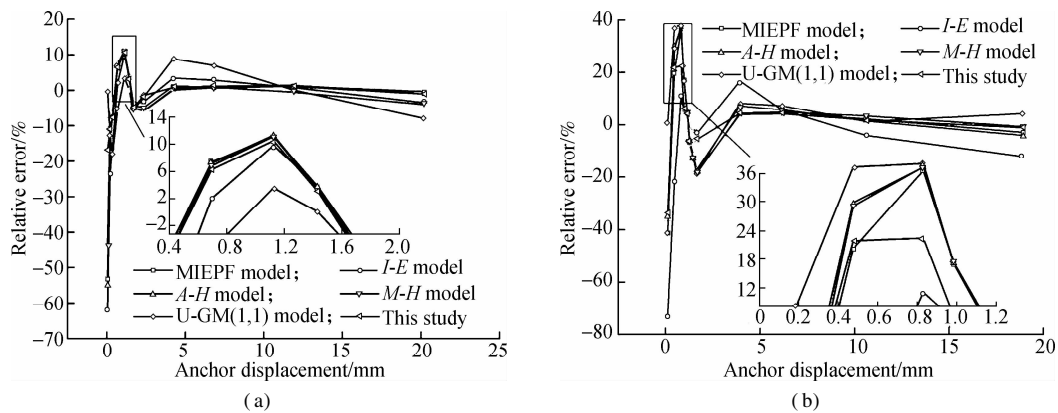 20
10
0
−10
−20
−30
−40
−50
−60
−70
Relative error/%
14
10
6
2
−2
0.4 0.8 1.2 1.6 2.0
MIEPF model； I-E model
A-H model； M-H model
U-GM(1,1) model； This study
0 5 10 15 20 25
Anchor displacement/mm
(a)
40
20
0
−20
−40
−60
−80
Relative error/%
MIEPF model； I-E model
A-H model； M-H model
U-GM(1,1) model； This study
36
30
24
18
12
0 0.2 0.4 0.6 0.8 1.0 1.2
0 5 10 15 20
Anchor displacement/mm
(b)